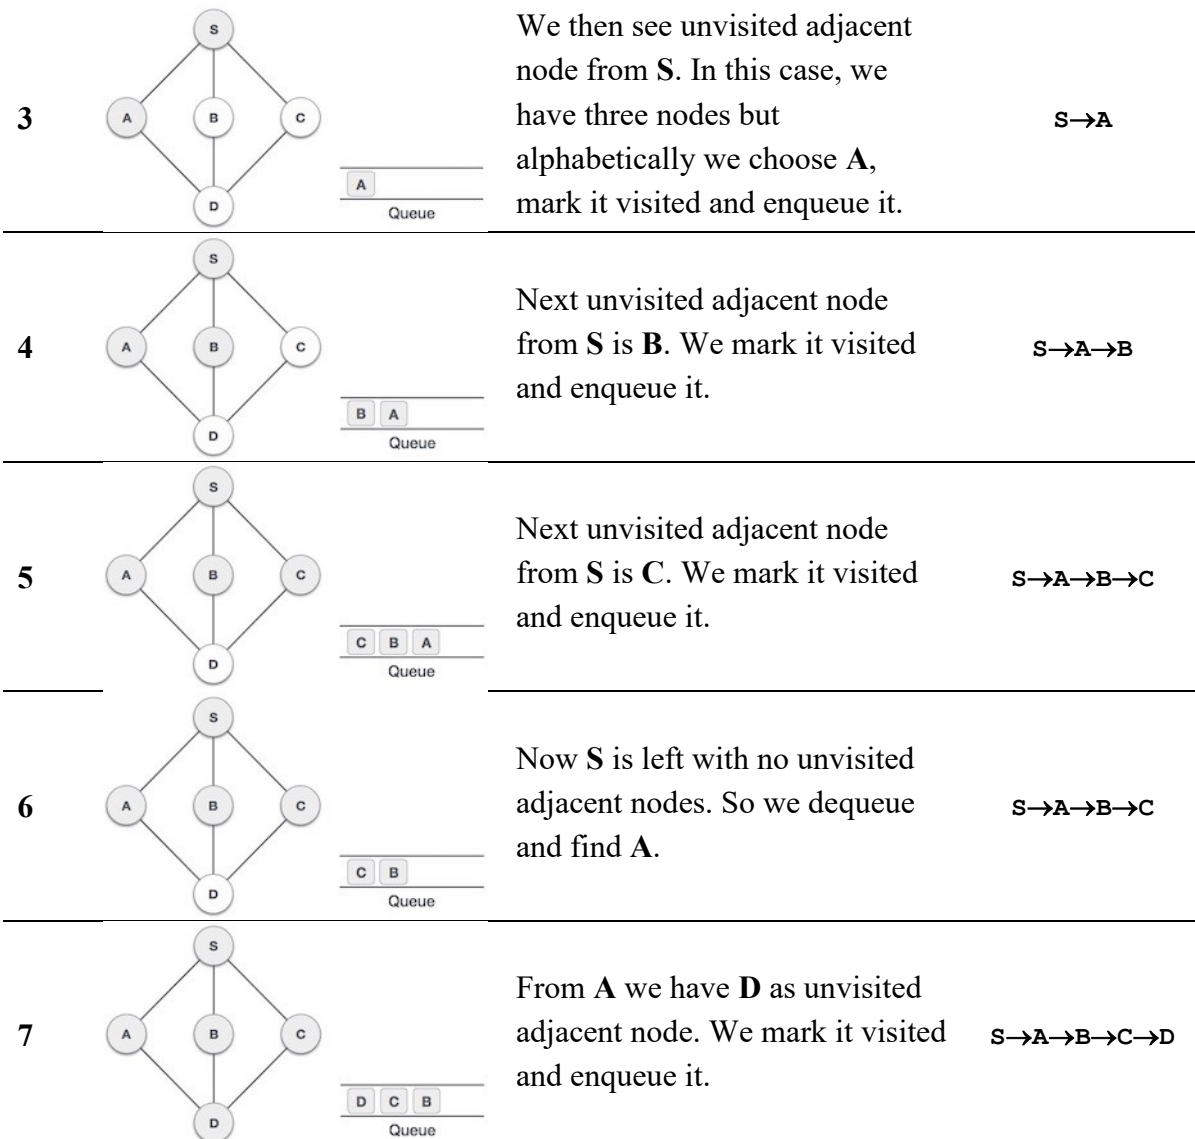 S
We then see unvisited adjacent
node from S. In this case, we
have three nodes but
alphabetically we choose A,
mark it visited and enqueue it.
3
A B C
S→A
A
D
Queue
S
Next unvisited adjacent node
from S is B. We mark it visited
and enqueue it.
4
A B C
S→A→B
B A
D
Queue
S
Next unvisited adjacent node
from S is C. We mark it visited
and enqueue it.
5
A B C
S→A→B→C
C B A
D
Queue
S
Now S is left with no unvisited
adjacent nodes. So we dequeue
and find A.
6
A B C
S→A→B→C
C B
D
Queue
S
From A we have D as unvisited
adjacent node. We mark it visited
and enqueue it.
7
A B C
S→A→B→C→D
D C B
D
Queue